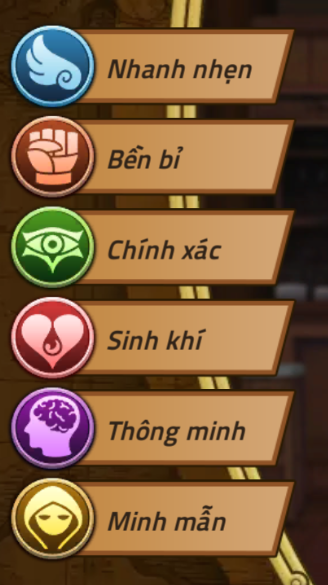 Nhanh nhẹn
Bền bỉ
Chính xác
Sinh khí
Thông minh
Minh mẫn